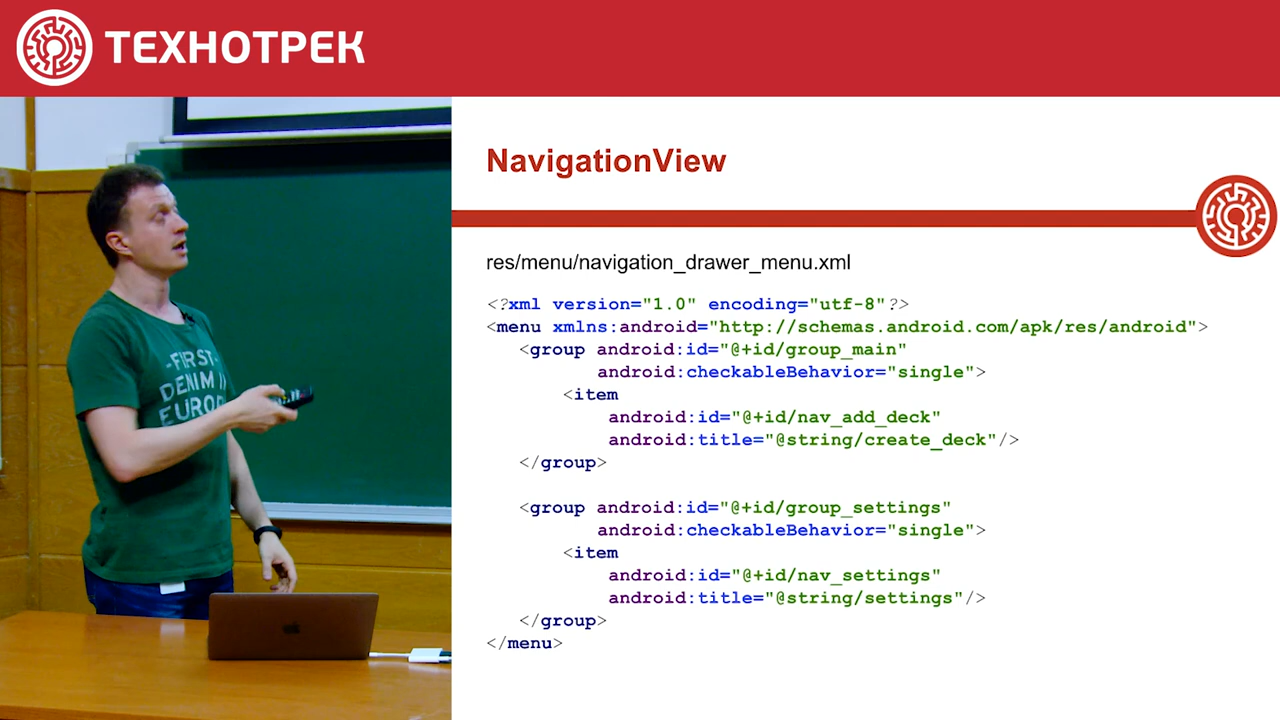 ТЕХНОТРЕК
-FIRST-
DENIM I
EUROP
NavigationView
res/menu/navigation_drawer_menu.xml
<?xml version="1.0" encoding="utf-8"?>
<menu xmlns:android="http://schemas.android.com/apk/res/android">
<group android:id="@+id/group_main"
android:checkableBehavior="single">
<item
android:id="@+id/nav_add_deck"
android:title="@string/create_deck"/>
</group>
<group android:id="@+id/group_settings"
android:checkableBehavior="single">
<item
android:id="@+id/nav_settings"
android:title="@string/settings"/>
</group>
</menu>